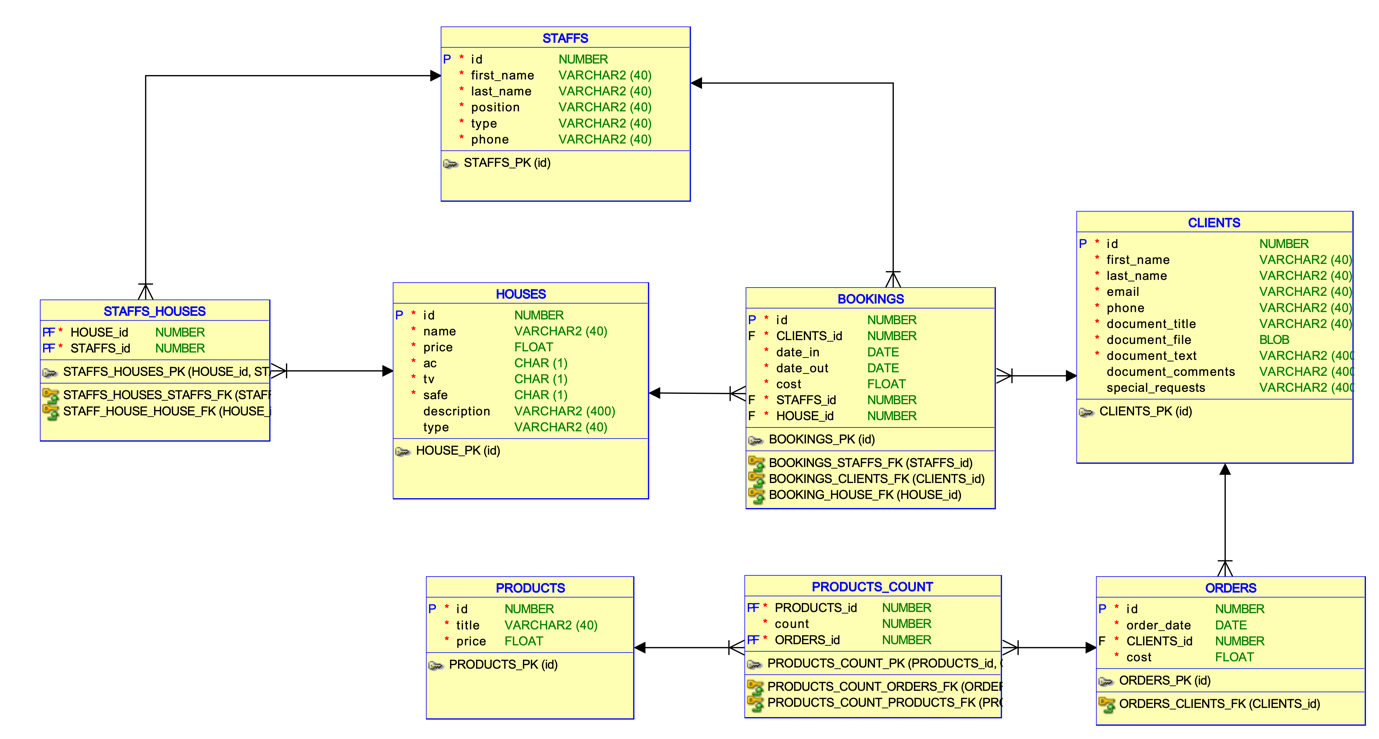 STAFFS
P * id NUMBER
* first_name VARCHAR2 (40)
* last_name VARCHAR2 (40)
* position VARCHAR2 (40)
* type VARCHAR2 (40)
* phone VARCHAR2 (40)
STAFFS_PK (id)
CLIENTS
P * id NUMBER
* first_name VARCHAR2 (40)
* last_name VARCHAR2 (40)
* email VARCHAR2 (40)
* phone VARCHAR2 (40)
* document_title VARCHAR2 (40)
* document_file BLOB
* document_text VARCHAR2 (400
document_comments VARCHAR2 (400
special_requests VARCHAR2 (400
CLIENTS_PK (id)
STAFFS_HOUSES
PF * HOUSE_id NUMBER
PF * STAFFS_id NUMBER
STAFFS_HOUSES_PK (HOUSE_id, ST
STAFFS_HOUSES_STAFFS_FK (STAF
STAFF_HOUSE_HOUSE_FK (HOUSE_
HOUSES
P * id NUMBER
* name VARCHAR2 (40)
* price FLOAT
* ac CHAR (1)
* tv CHAR (1)
* safe CHAR (1)
description VARCHAR2 (400)
type VARCHAR2 (40)
HOUSE_PK (id)
BOOKINGS
P * id NUMBER
F * CLIENTS_id NUMBER
* date_in DATE
* date_out DATE
* cost FLOAT
F * STAFFS_id NUMBER
F * HOUSE_id NUMBER
BOOKINGS_PK (id)
BOOKINGS_STAFFS_FK (STAFFS_id)
BOOKINGS_CLIENTS_FK (CLIENTS_id)
BOOKING_HOUSE_FK (HOUSE_id)
PRODUCTS
P * id NUMBER
* title VARCHAR2 (40)
* price FLOAT
PRODUCTS_PK (id)
PRODUCTS_COUNT
PF * PRODUCTS_id NUMBER
* count NUMBER
PF * ORDERS_id NUMBER
PRODUCTS_COUNT_PK (PRODUCTS_id,
PRODUCTS_COUNT_ORDERS_FK (ORDE
PRODUCTS_COUNT_PRODUCTS_FK (PR
ORDERS
P * id NUMBER
* order_date DATE
F * CLIENTS_id NUMBER
* cost FLOAT
ORDERS_PK (id)
ORDERS_CLIENTS_FK (CLIENTS_id)